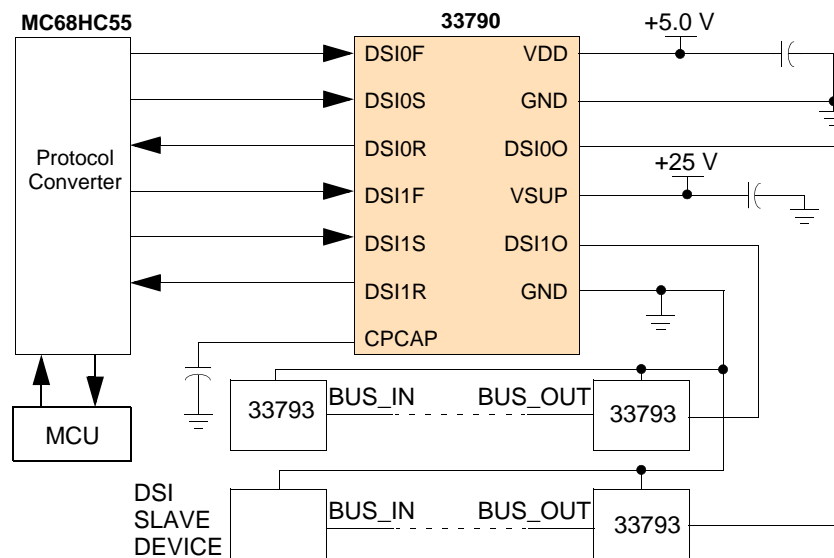 MC68HC55
33790
+5.0 V
DSI0F
VDD
DSI0S
GND
Protocol
Converter
DSI0R
DSI0O
+25 V
DSI1F
VSUP
DSI1S
DSI1O
DSI1R
GND
CPCAP
MCU
33793
BUS_IN
BUS_OUT
33793
DSI
SLAVE
DEVICE
BUS_IN
BUS_OUT
33793